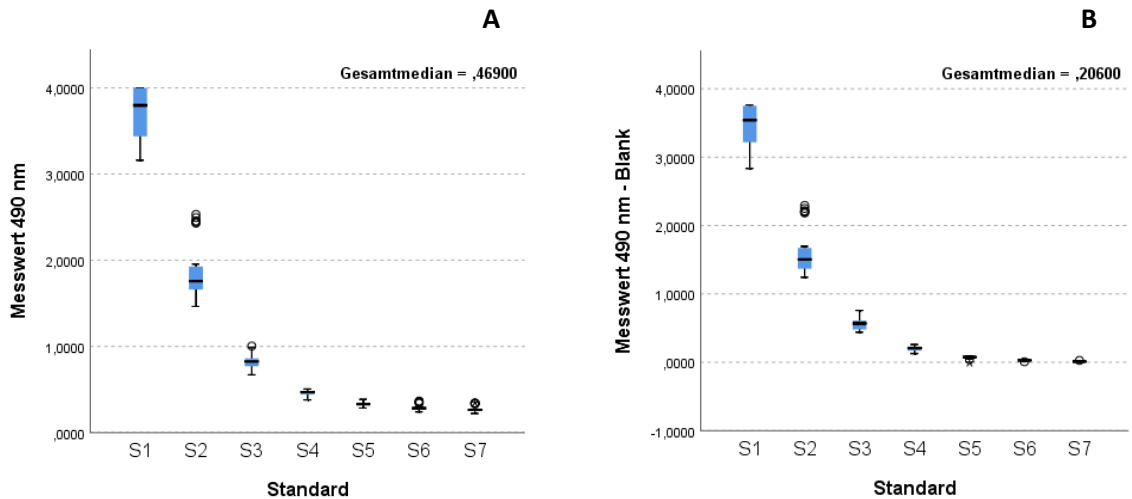 A
Gesamtmedian = ,46900
Messwert 490 nm
4,0000
3,0000
2,0000
1,0000
,0000
S1 S2 S3 S4 S5 S6 S7
Standard
B
Gesamtmedian = ,20600
Messwert 490 nm - Blank
4,0000
3,0000
2,0000
1,0000
,0000
-1,0000
S1 S2 S3 S4 S5 S6 S7
Standard